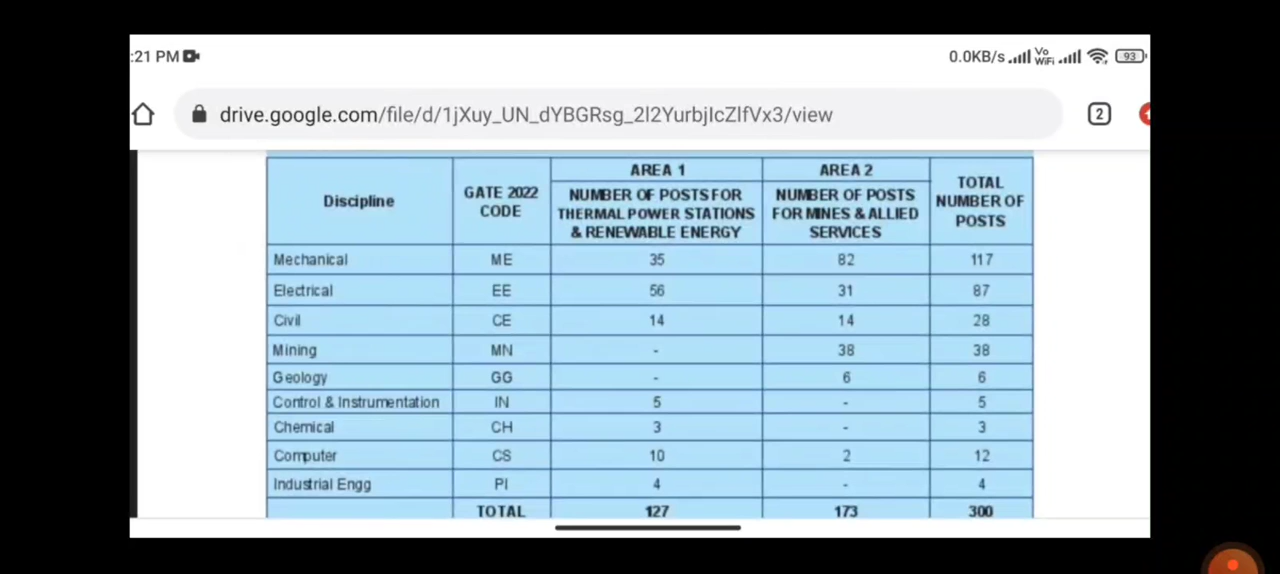 :21 PM 0.0KB/s Vo WiFi 93
drive.google.com/file/d/1jXuy_UN_dYBGRsg_2l2YurbjIcZlfVx3/view 2
Discipline GATE 2022 CODE AREA 1 AREA 2 TOTAL NUMBER OF POSTS
NUMBER OF POSTS FOR THERMAL POWER STATIONS & RENEWABLE ENERGY NUMBER OF POSTS FOR MINES & ALLIED SERVICES
Mechanical ME 35 82 117
Electrical EE 56 31 87
Civil CE 14 14 28
Mining MN - 38 38
Geology GG - 6 6
Control & Instrumentation IN 5 - 5
Chemical CH 3 - 3
Computer CS 10 2 12
Industrial Engg PI 4 - 4
TOTAL 127 173 300